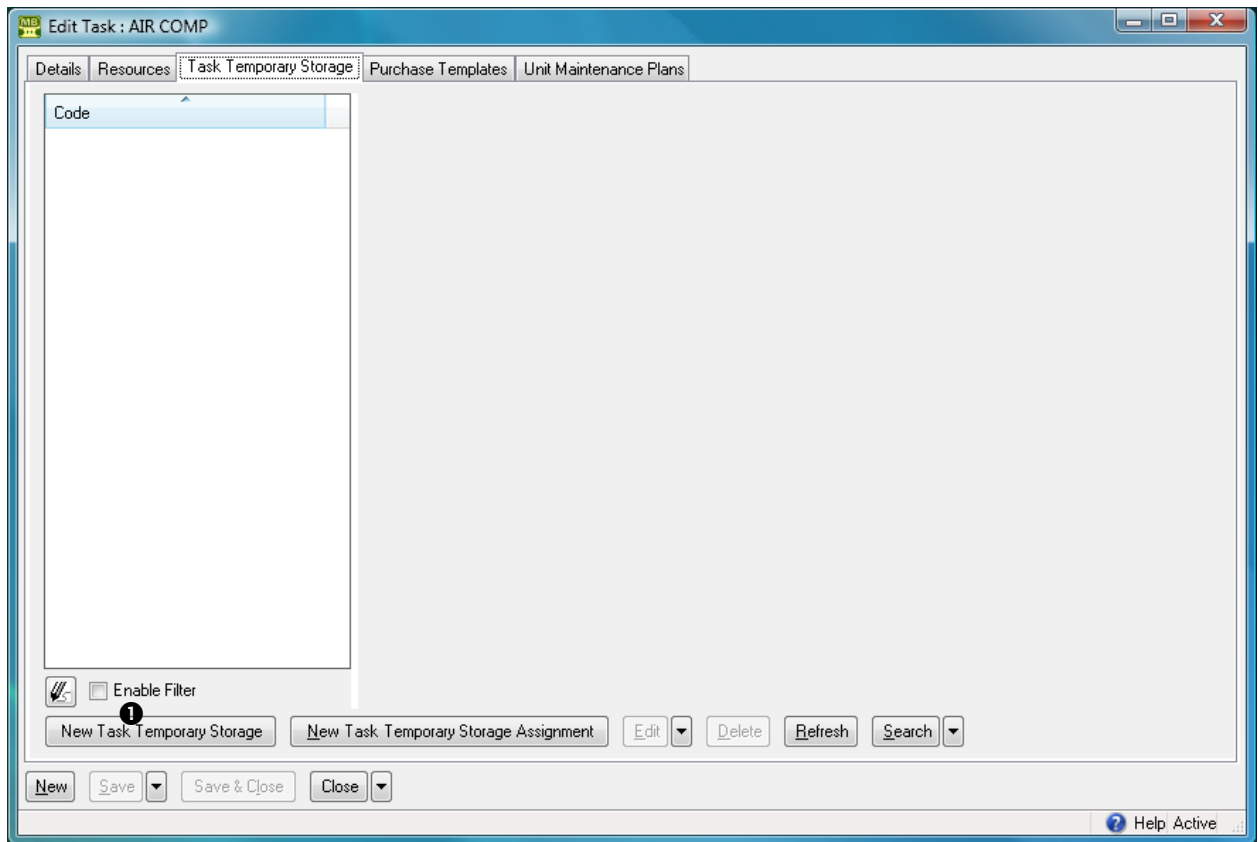 MB
Edit Task : AIR COMP
Details Resources Task Temporary Storage Purchase Templates Unit Maintenance Plans
Code
Enable Filter
❶
New Task Temporary Storage New Task Temporary Storage Assignment Edit Delete Refresh Search
New Save Save & Close Close
? Help Active